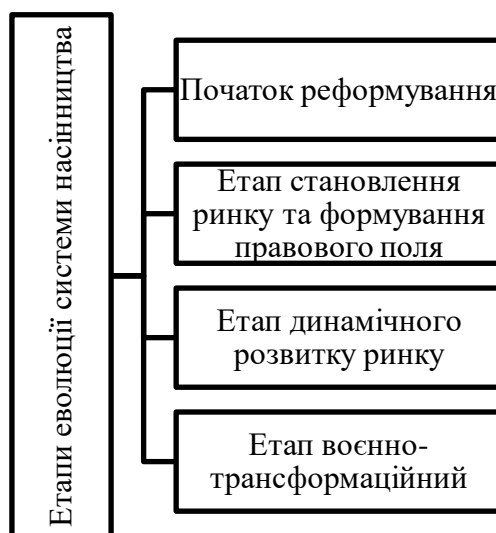 Етапи еволюції системи насінництва
Початок реформування
Етап становлення
ринку та формування
правового поля
Етап динамічного
розвитку ринку
Етап воєнно-
трансформаційний